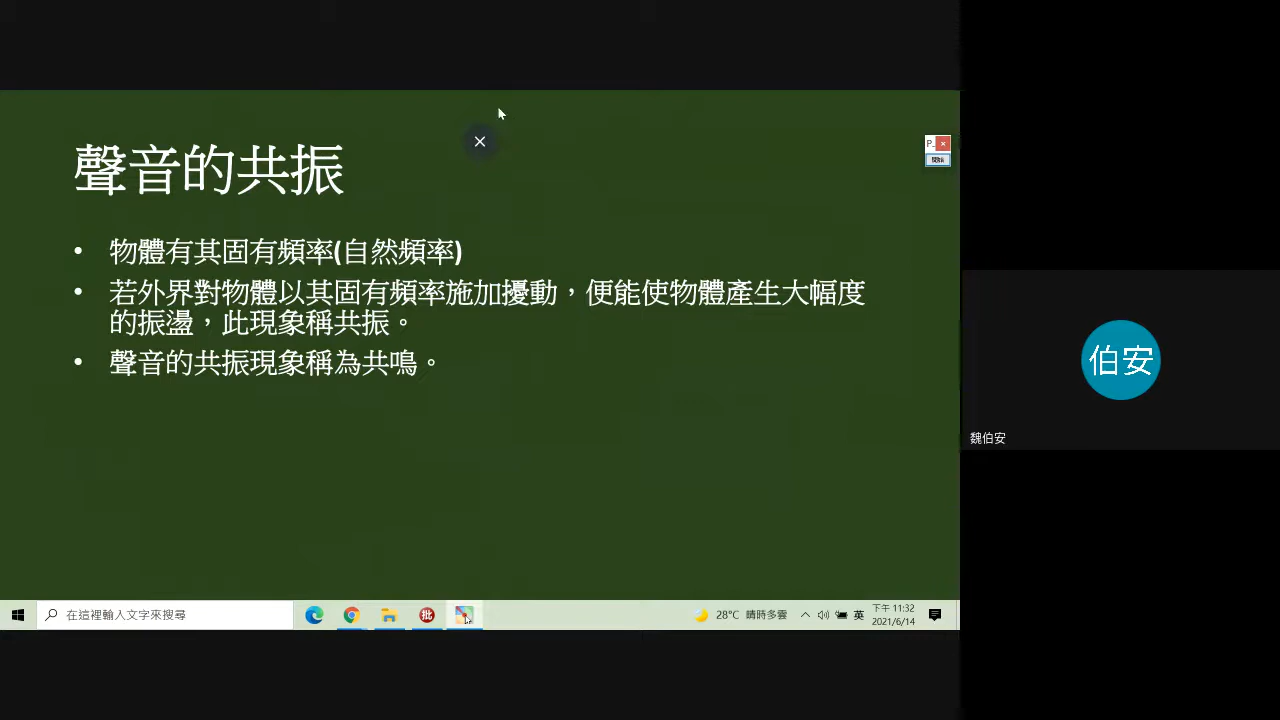 聲音的共振
• 物體有其固有頻率(自然頻率)
• 若外界對物體以其固有頻率施加擾動，便能使物體產生大幅度
的振盪，此現象稱共振。
• 聲音的共振現象稱為共鳴。
P...
開始
伯安
魏伯安
在這裡輸入文字來搜尋
批
28°C 晴時多雲
英
下午 11:32
2021/6/14